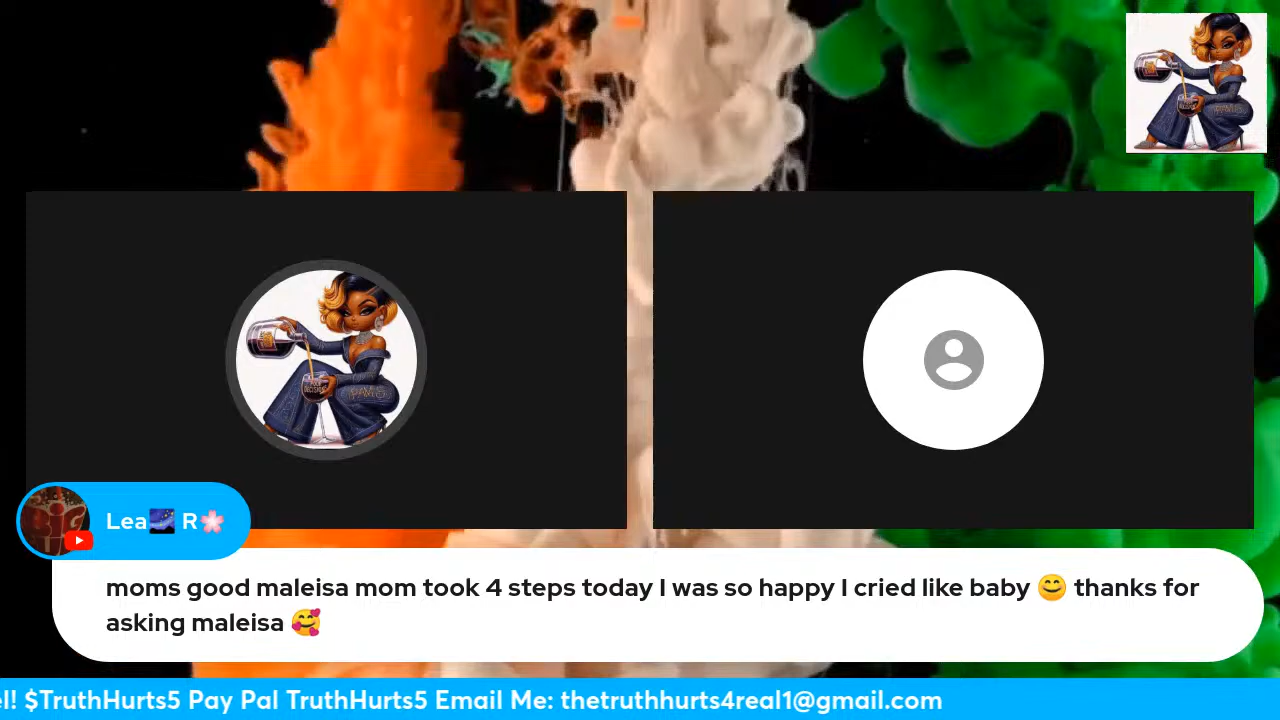 Lea🌌 R🌸
moms good maleisa mom took 4 steps today I was so happy I cried like baby 😊 thanks for
asking maleisa 🥰
el! $TruthHurts5 Pay Pal TruthHurts5 Email Me: thetruthhurts4real1@gmail.com